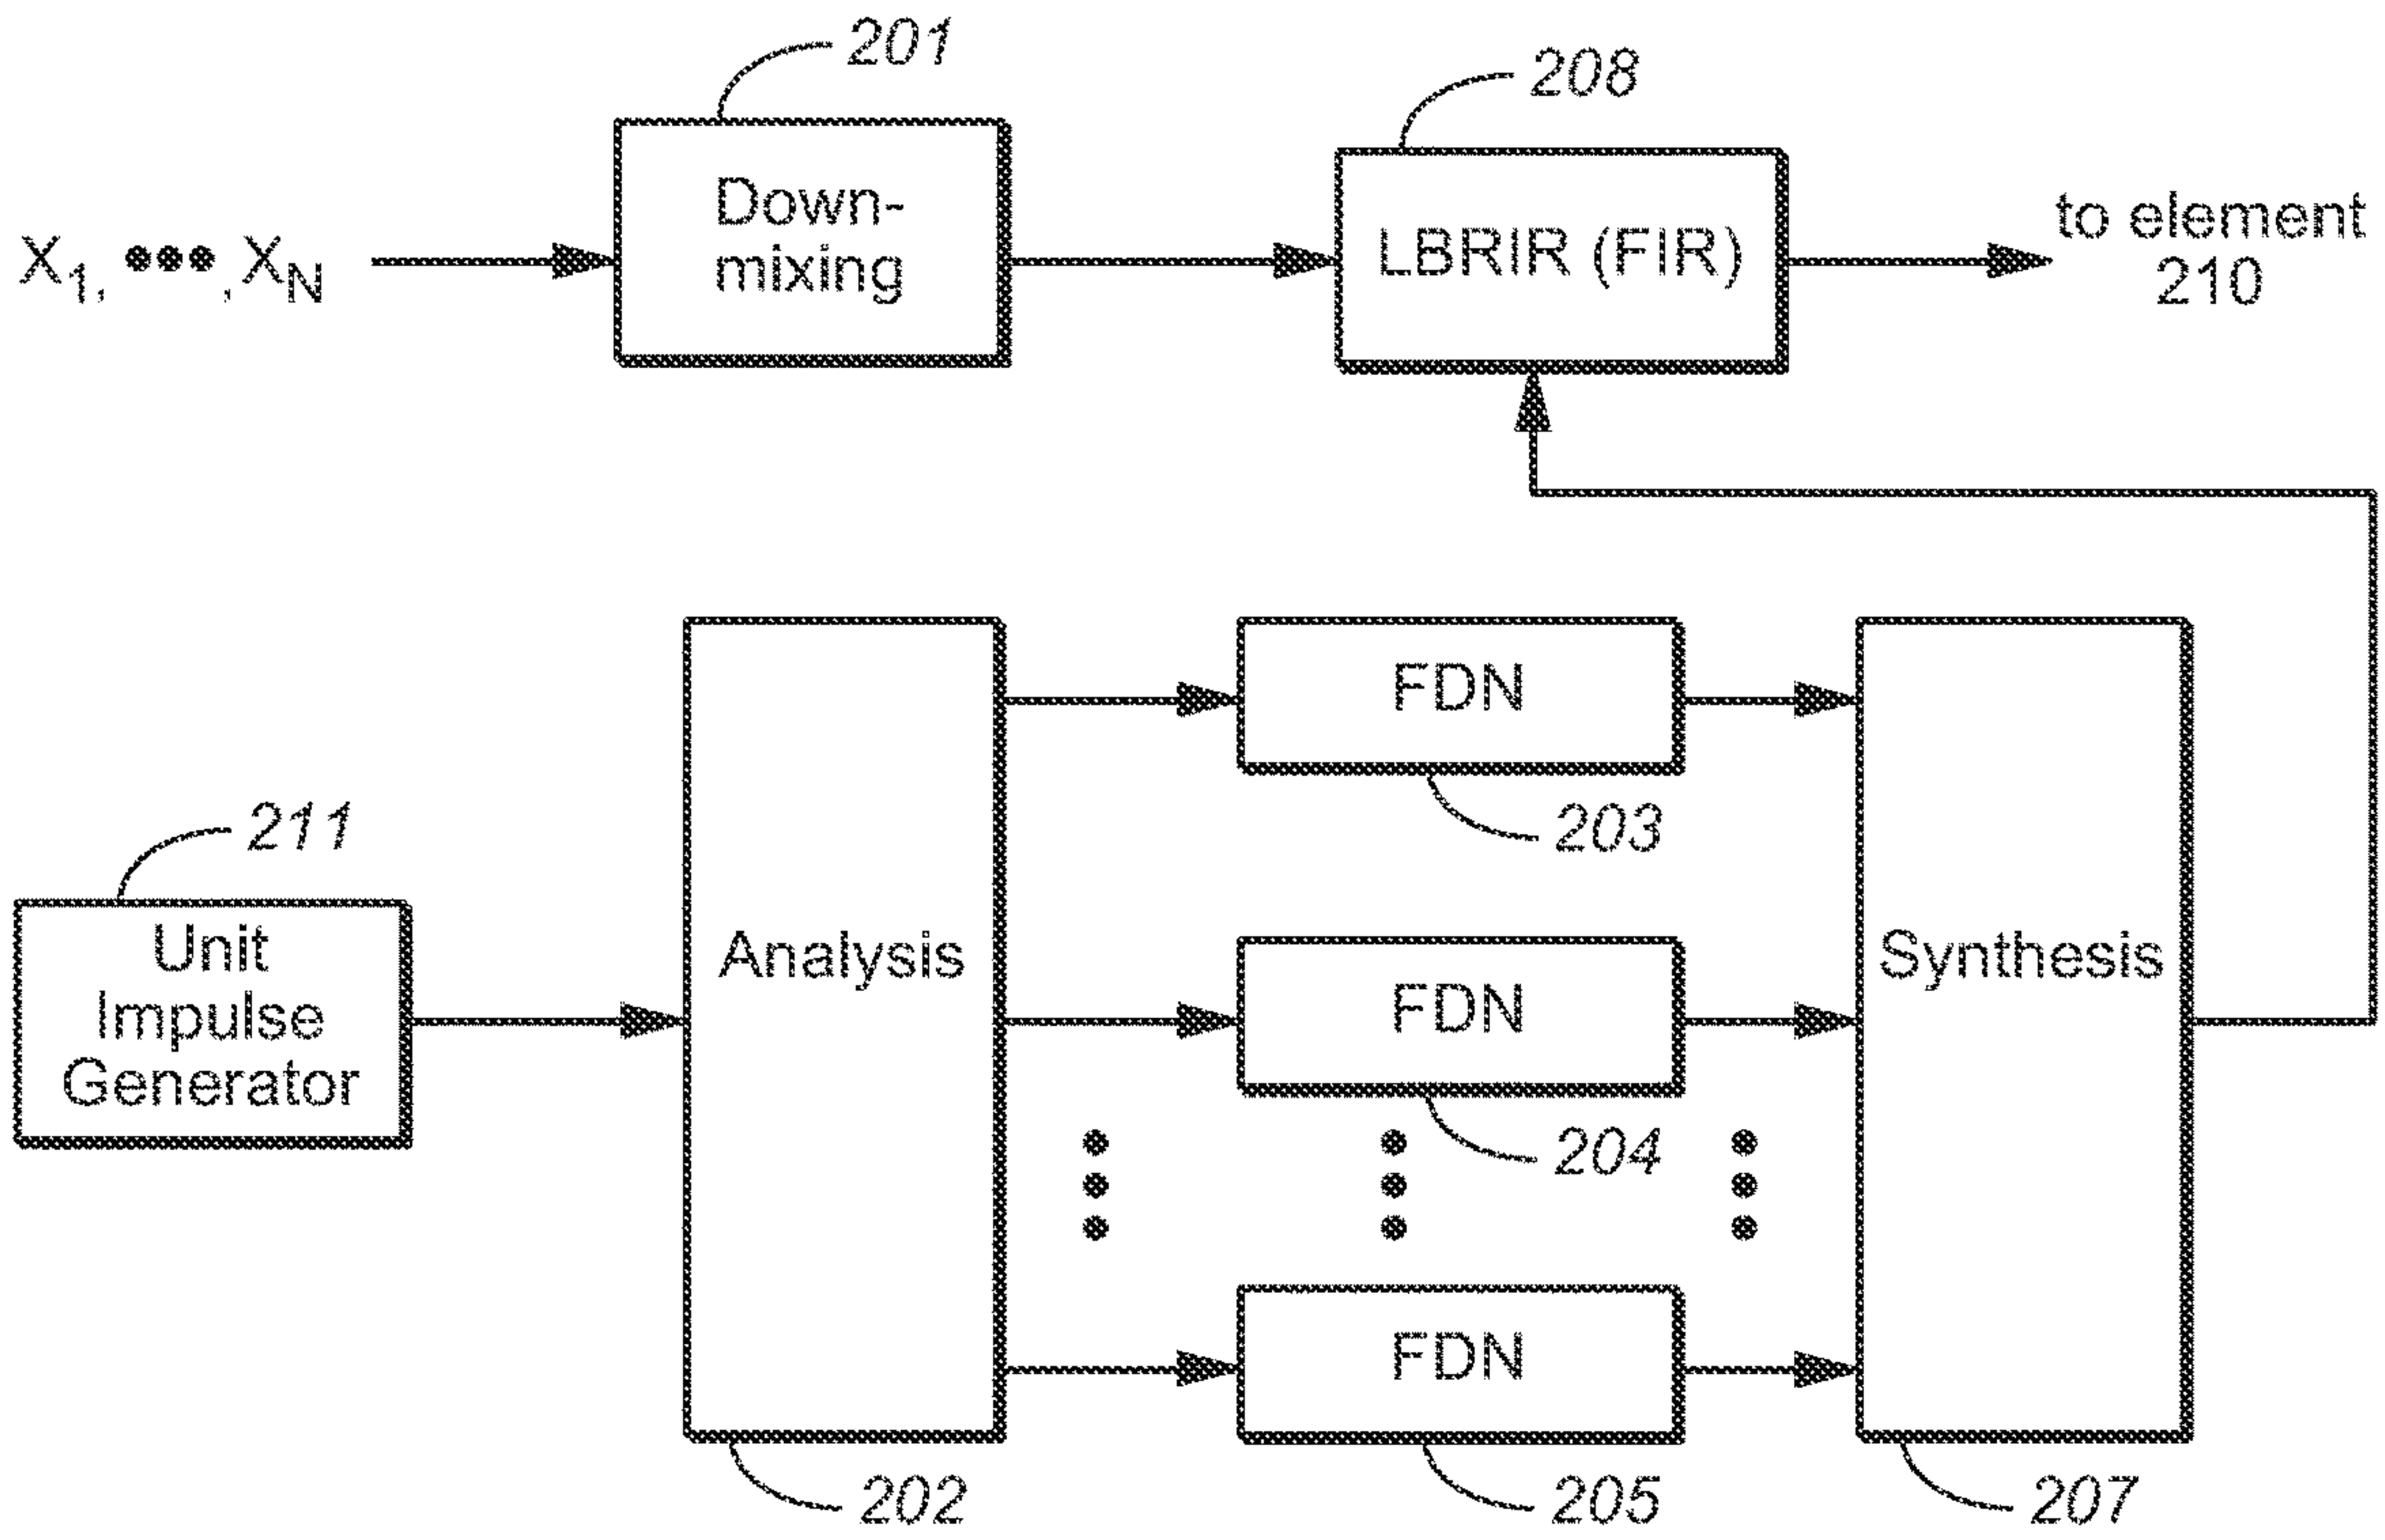 201
208
Down-
mixing
X1, •••, XN
LBRIR (FIR)
to element
210
FDN
203
211
Unit
Impulse
Generator
Analysis
FDN
204
Synthesis
FDN
202
205
207